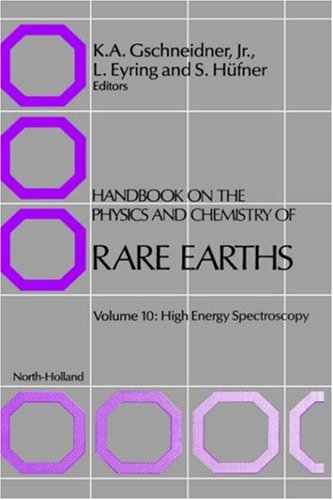 K.A. Gschneidner, Jr.,
L. Eyring and S. Hüfner
Editors
HANDBOOK ON THE
PHYSICS AND CHEMISTRY OF
RARE EARTHS
Volume 10: High Energy Spectroscopy
North-Holland